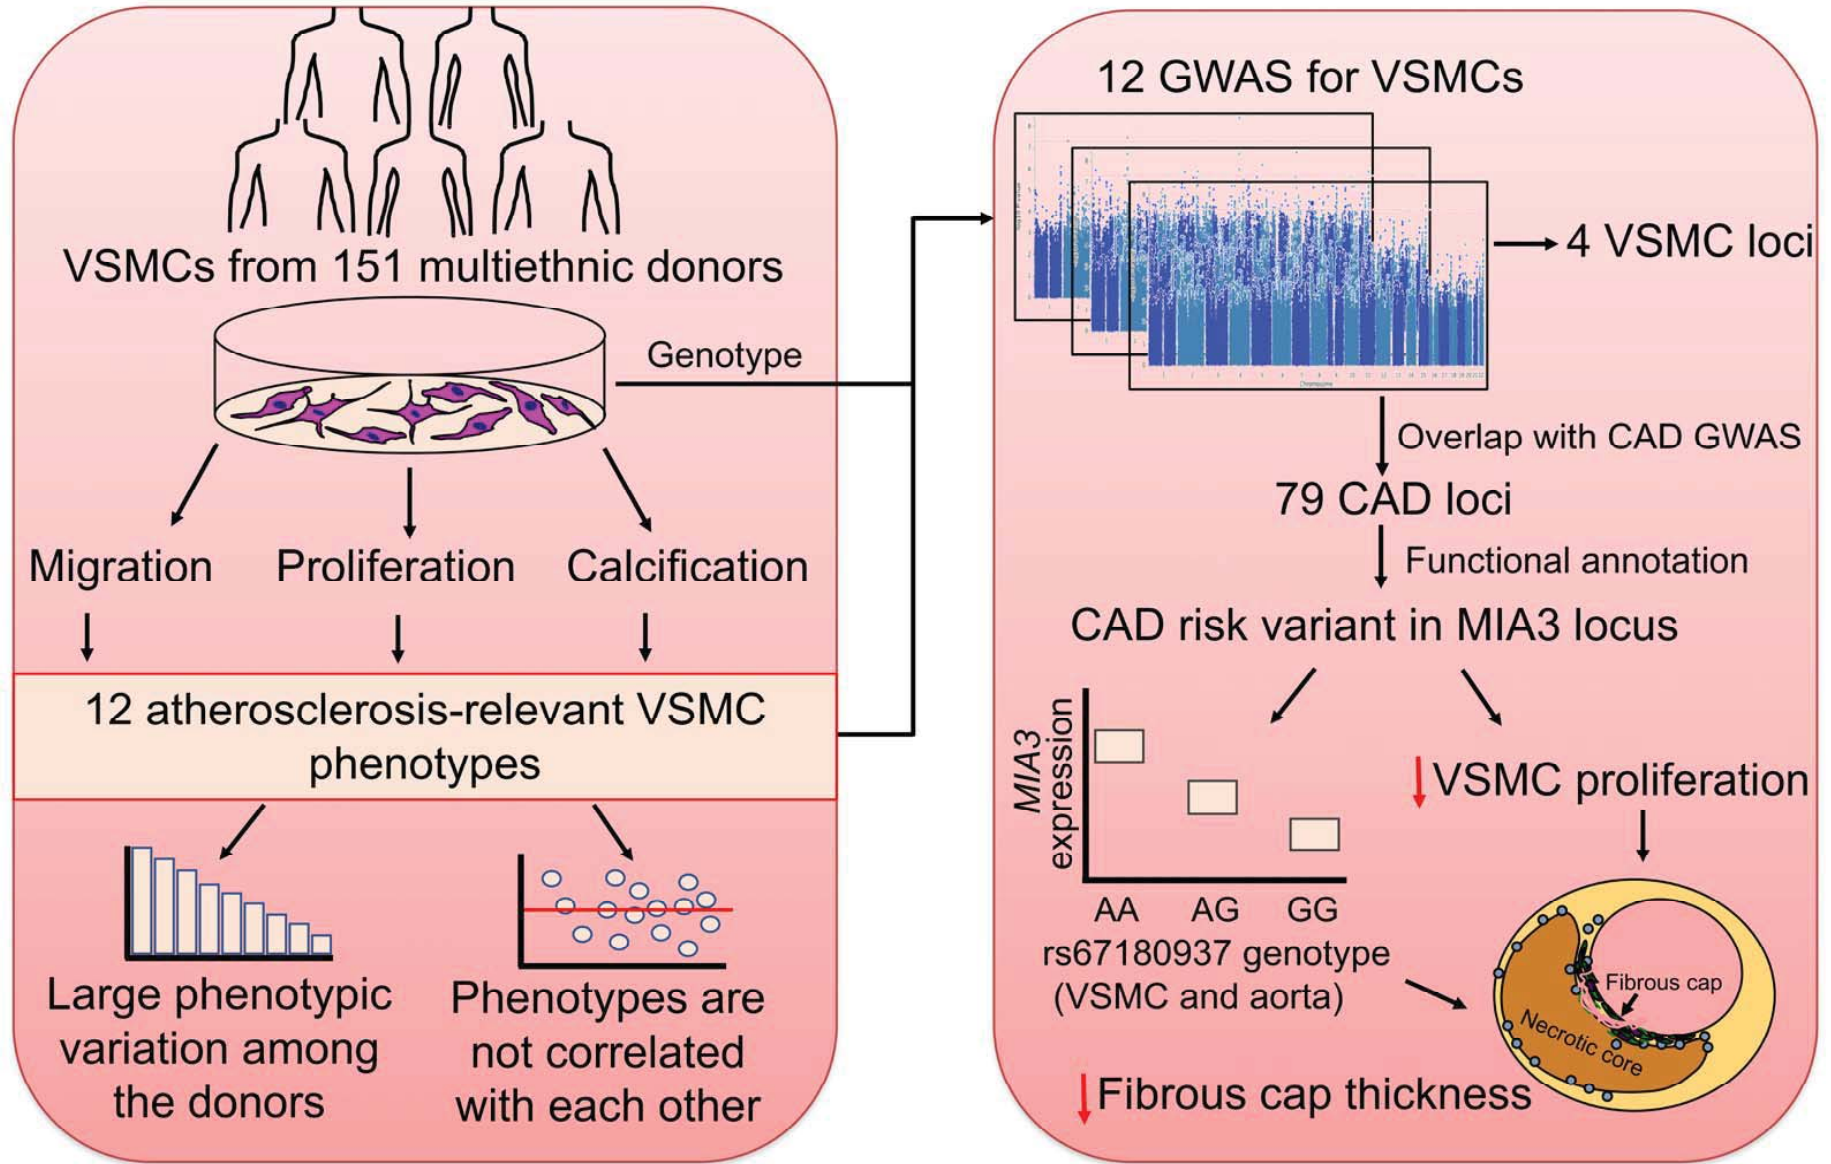 VSMCs from 151 multiethnic donors
Genotype
Migration
Proliferation
Calcification
12 atherosclerosis-relevant VSMC
phenotypes
Large phenotypic
variation among
the donors
Phenotypes are
not correlated
with each other
12 GWAS for VSMCs
Chromosome
4 VSMC loci
Overlap with CAD GWAS
79 CAD loci
Functional annotation
CAD risk variant in MIA3 locus
MIA3
expression
AA AG GG
rs67180937 genotype
(VSMC and aorta)
VSMC proliferation
Fibrous cap
Necrotic core
Fibrous cap thickness